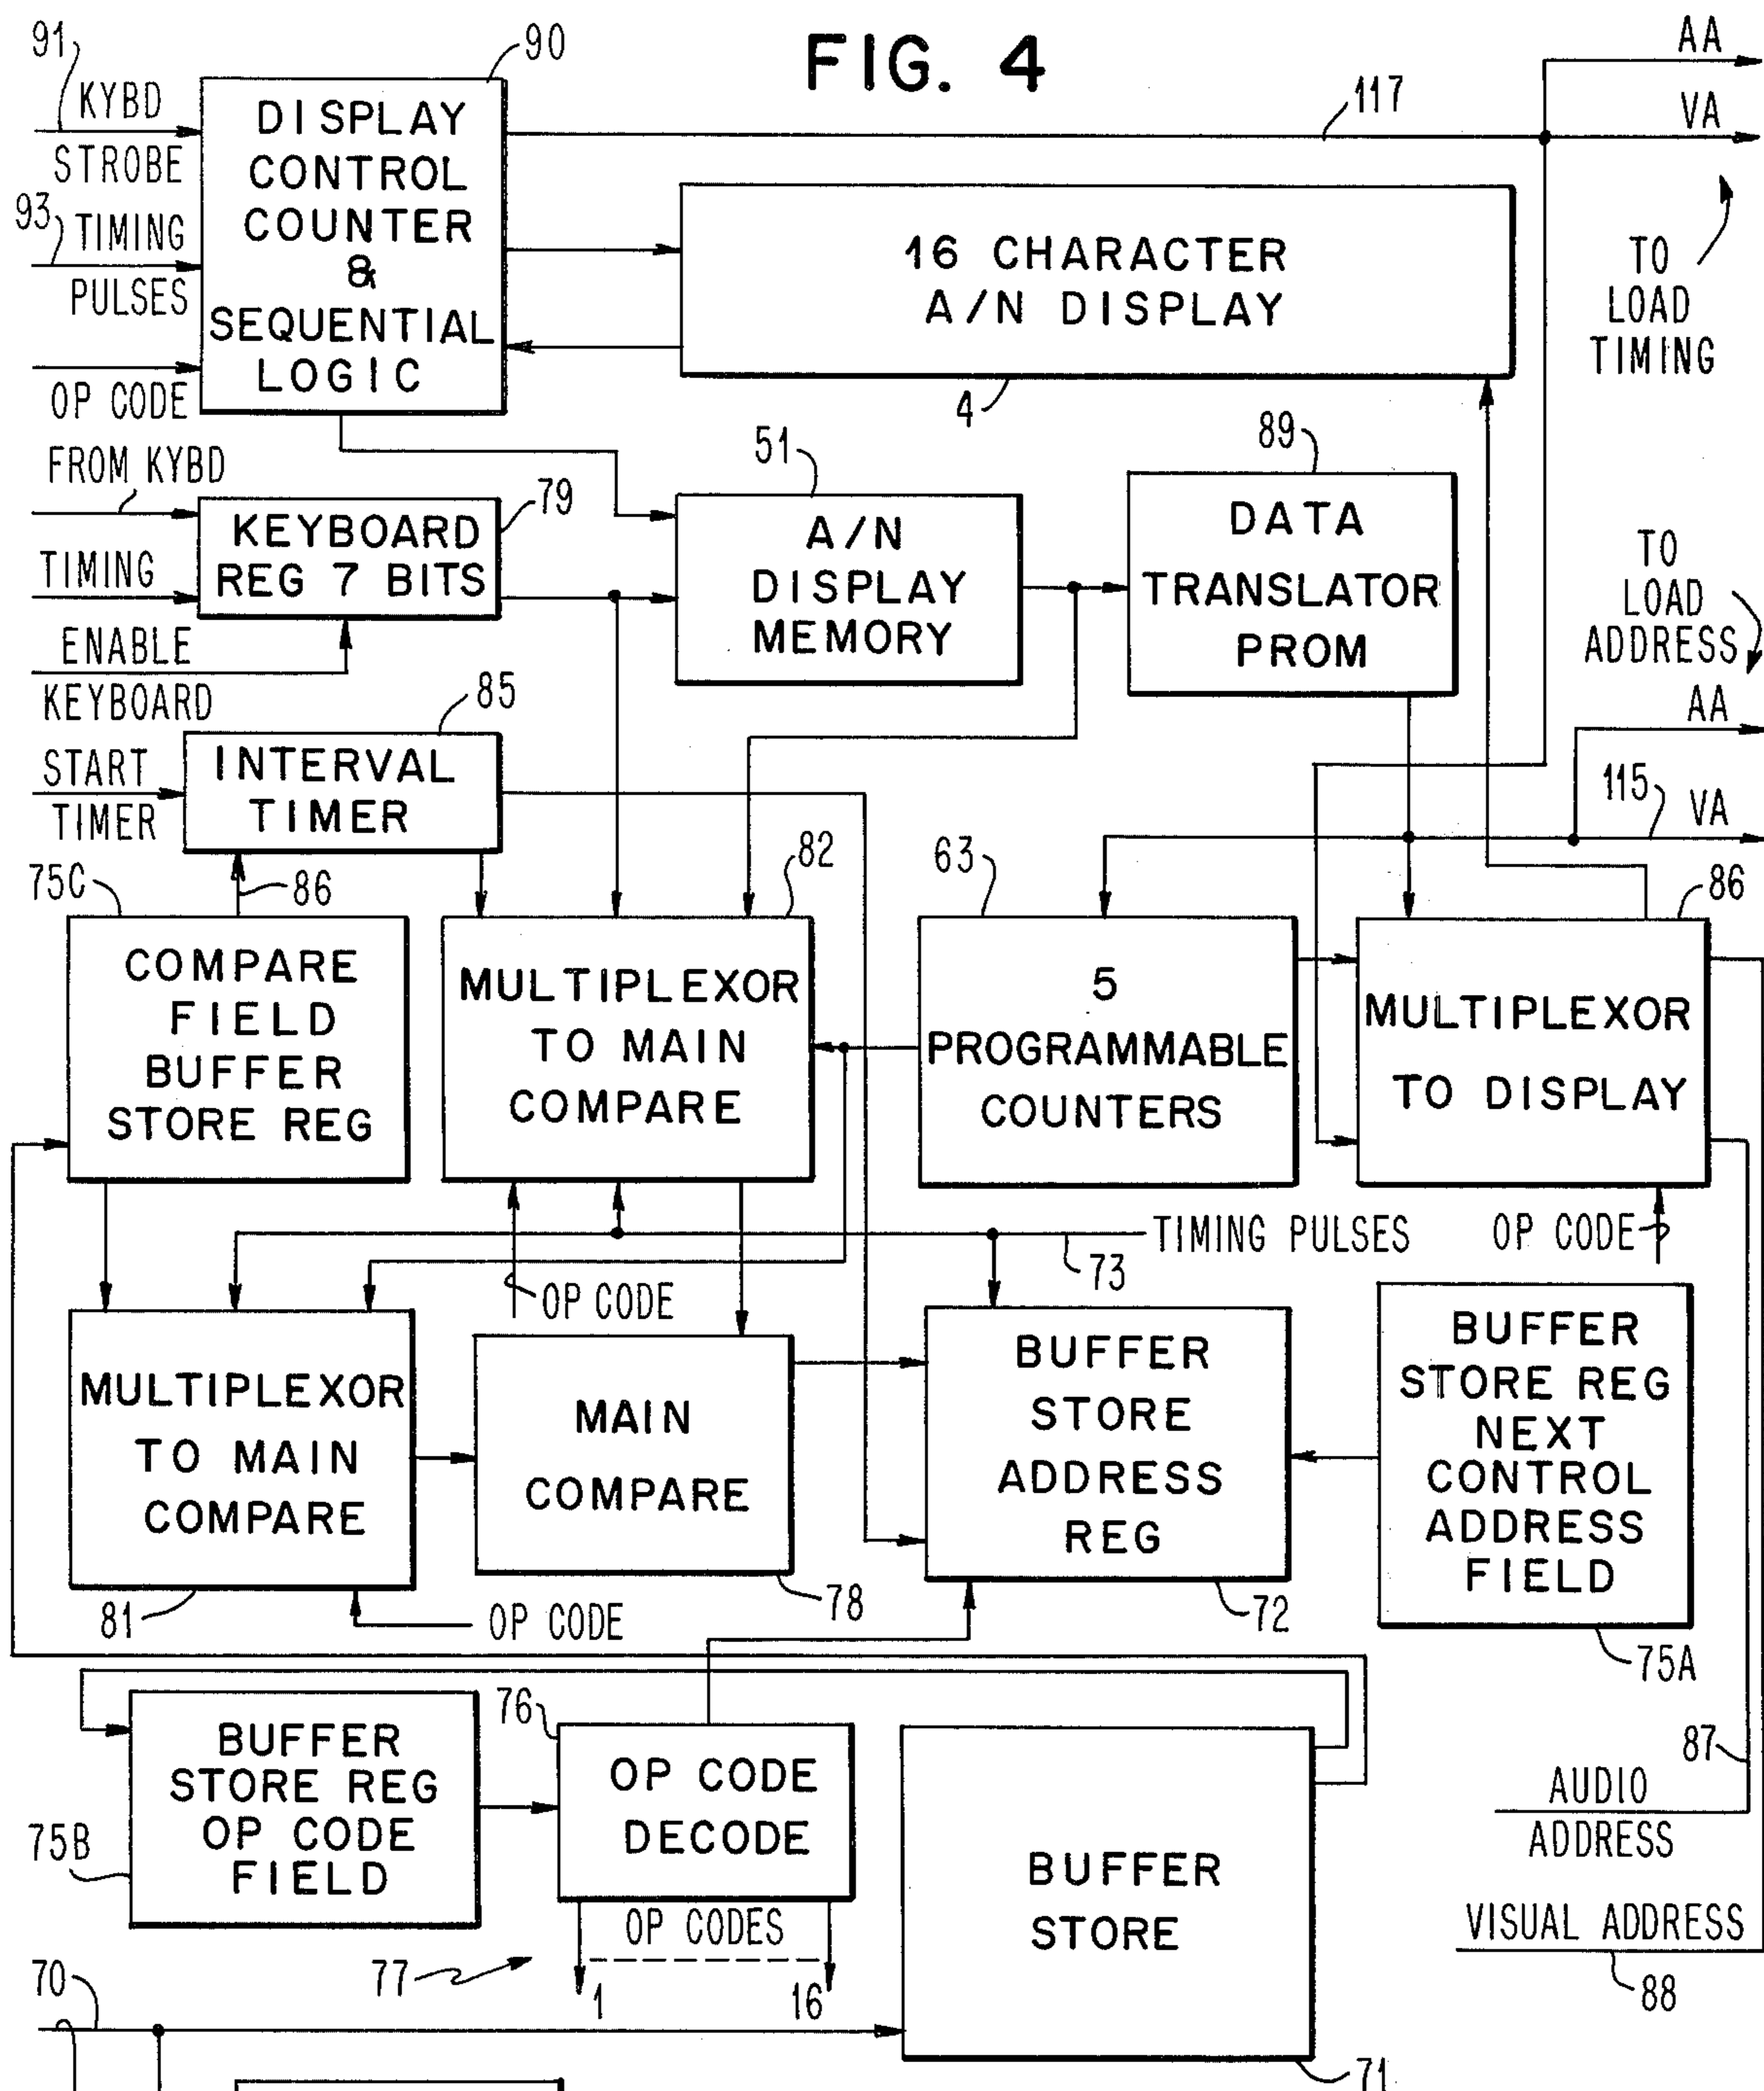 FIG. 4
91
KYBD
STROBE
93
TIMING
PULSES
OP CODE
90
DISPLAY
CONTROL
COUNTER
&
SEQUENTIAL
LOGIC
117
AA
VA
TO
LOAD
TIMING
16 CHARACTER
A/N DISPLAY
4
FROM KYBD
TIMING
ENABLE
KEYBOARD
79
KEYBOARD
REG 7 BITS
51
A/N
DISPLAY
MEMORY
89
DATA
TRANSLATOR
PROM
TO
LOAD
ADDRESS
AA
115
VA
START
TIMER
85
INTERVAL
TIMER
86
75C
COMPARE
FIELD
BUFFER
STORE REG
82
MULTIPLEXOR
TO MAIN
COMPARE
63
5
PROGRAMMABLE
COUNTERS
86
MULTIPLEXOR
TO DISPLAY
OP CODE
TIMING PULSES
73
OP CODE
MULTIPLEXOR
TO MAIN
COMPARE
81
OP CODE
MAIN
COMPARE
78
BUFFER
STORE
ADDRESS
REG
72
BUFFER
STORE REG
NEXT
CONTROL
ADDRESS
FIELD
75A
75B
BUFFER
STORE REG
OP CODE
FIELD
76
OP CODE
DECODE
OP CODES
77
1
16
BUFFER
STORE
71
87
AUDIO
ADDRESS
VISUAL ADDRESS
88
70